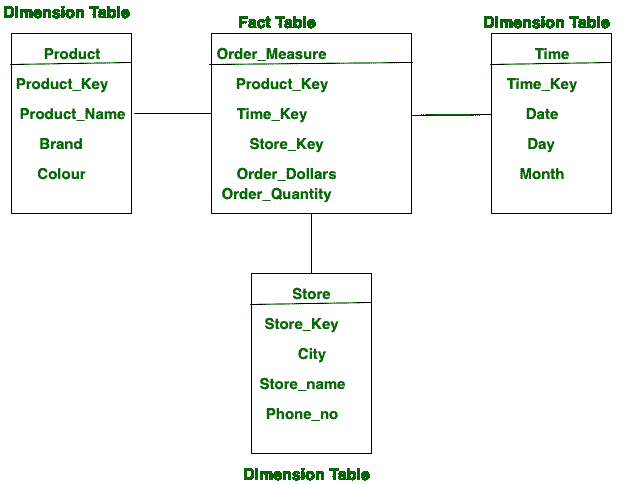 Dimension Table
Product
Product_Key
Product_Name
Brand
Colour
Fact Table
Order_Measure
Product_Key
Time_Key
Store_Key
Order_Dollars
Order_Quantity
Dimension Table
Time
Time_Key
Date
Day
Month
Store
Store_Key
City
Store_name
Phone_no
Dimension Table